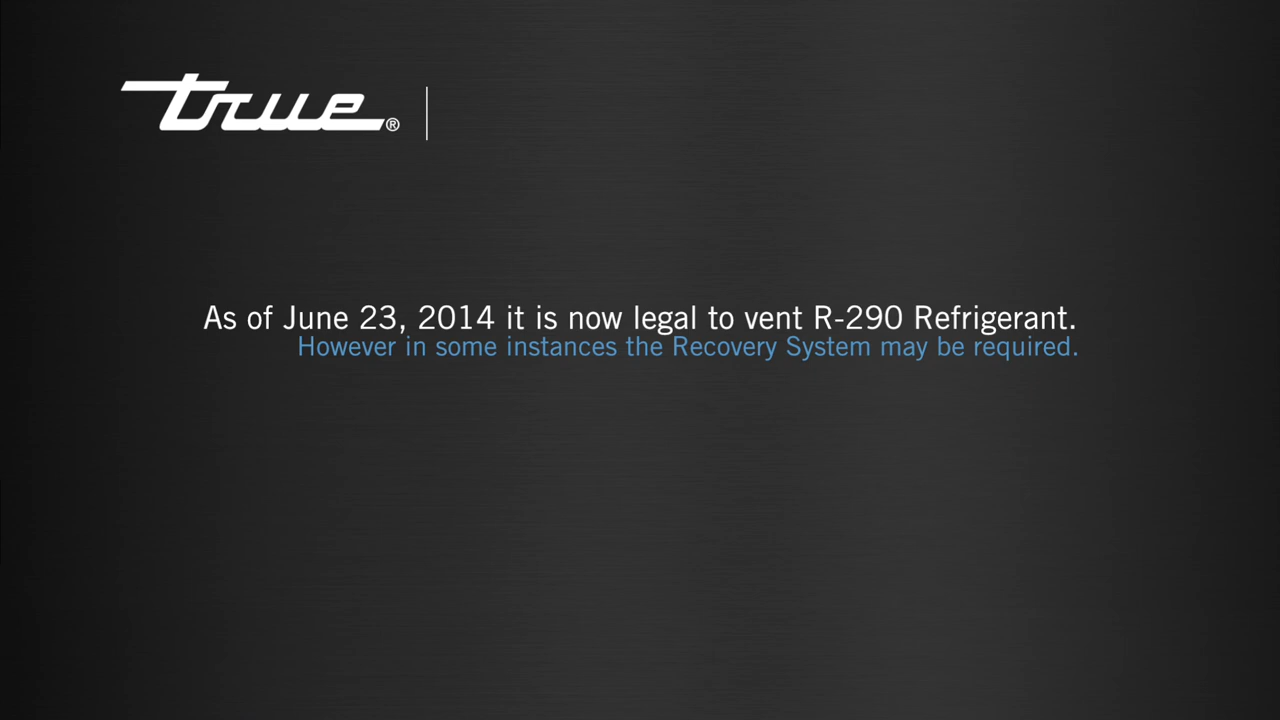 true®
As of June 23, 2014 it is now legal to vent R-290 Refrigerant.
However in some instances the Recovery System may be required.